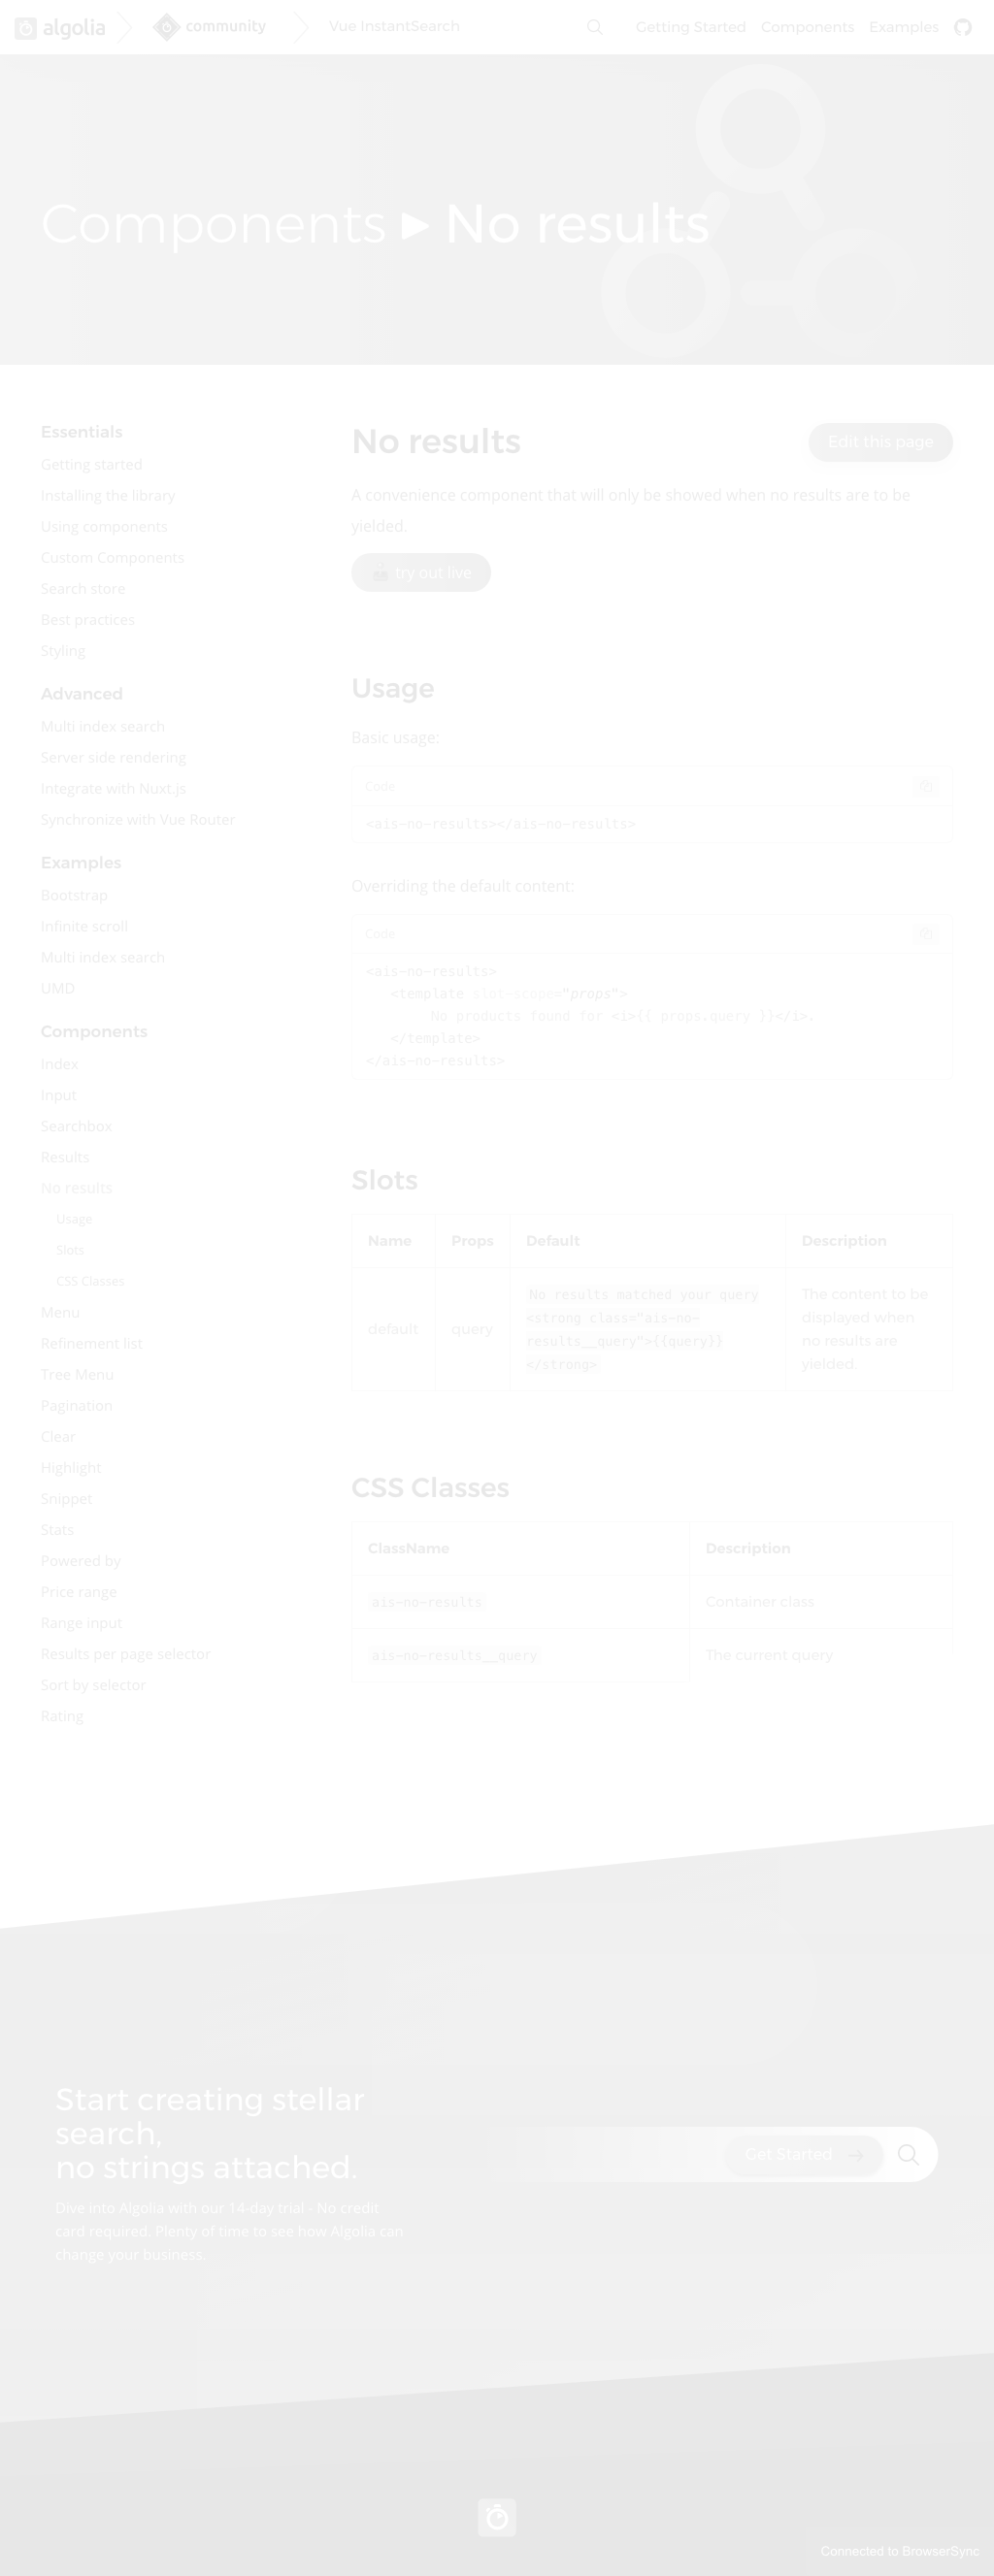 algolia
community
Vue InstantSearch
Getting Started
Components
Examples
Components ▸ No results
Essentials
Getting started
Installing the library
Using components
Custom Components
Search store
Best practices
Styling
Advanced
Multi index search
Server side rendering
Integrate with Nuxt.js
Synchronize with Vue Router
Examples
Bootstrap
Infinite scroll
Multi index search
UMD
Components
Index
Input
Searchbox
Results
No results
Usage
Slots
CSS Classes
Menu
Refinement list
Tree Menu
Pagination
Clear
Highlight
Snippet
Stats
Powered by
Price range
Range input
Results per page selector
Sort by selector
Rating
No results
Edit this page
A convenience component that will only be showed when no results are to be
yielded.
try out live
Usage
Basic usage:
Code
<ais-no-results></ais-no-results>
Overriding the default content:
Code
<ais-no-results>
<template slot-scope="props">
No products found for <i>{{ props.query }}</i>.
</template>
</ais-no-results>
Slots
Name Props Default Description
default query
No results matched your query
<strong class="ais-no-
results__query">{{query}}
</strong>
The content to be
displayed when
no results are
yielded
CSS Classes
ClassName Description
ais-no-results Container class
ais-no-results__query The current query
Start creating stellar
search,
no strings attached.
Dive into Algolia with our 14-day trial - No credit
card required. Plenty of time to see how Algolia can
change your business.
Get Started
Connected to BrowserSync